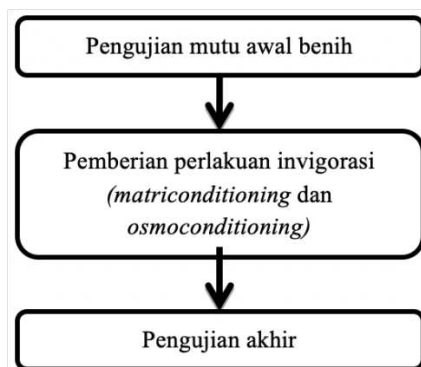 Pengujian mutu awal benih
Pemberian perlakuan invigorasi
(matriconditioning dan
osmoconditioning)
Pengujian akhir